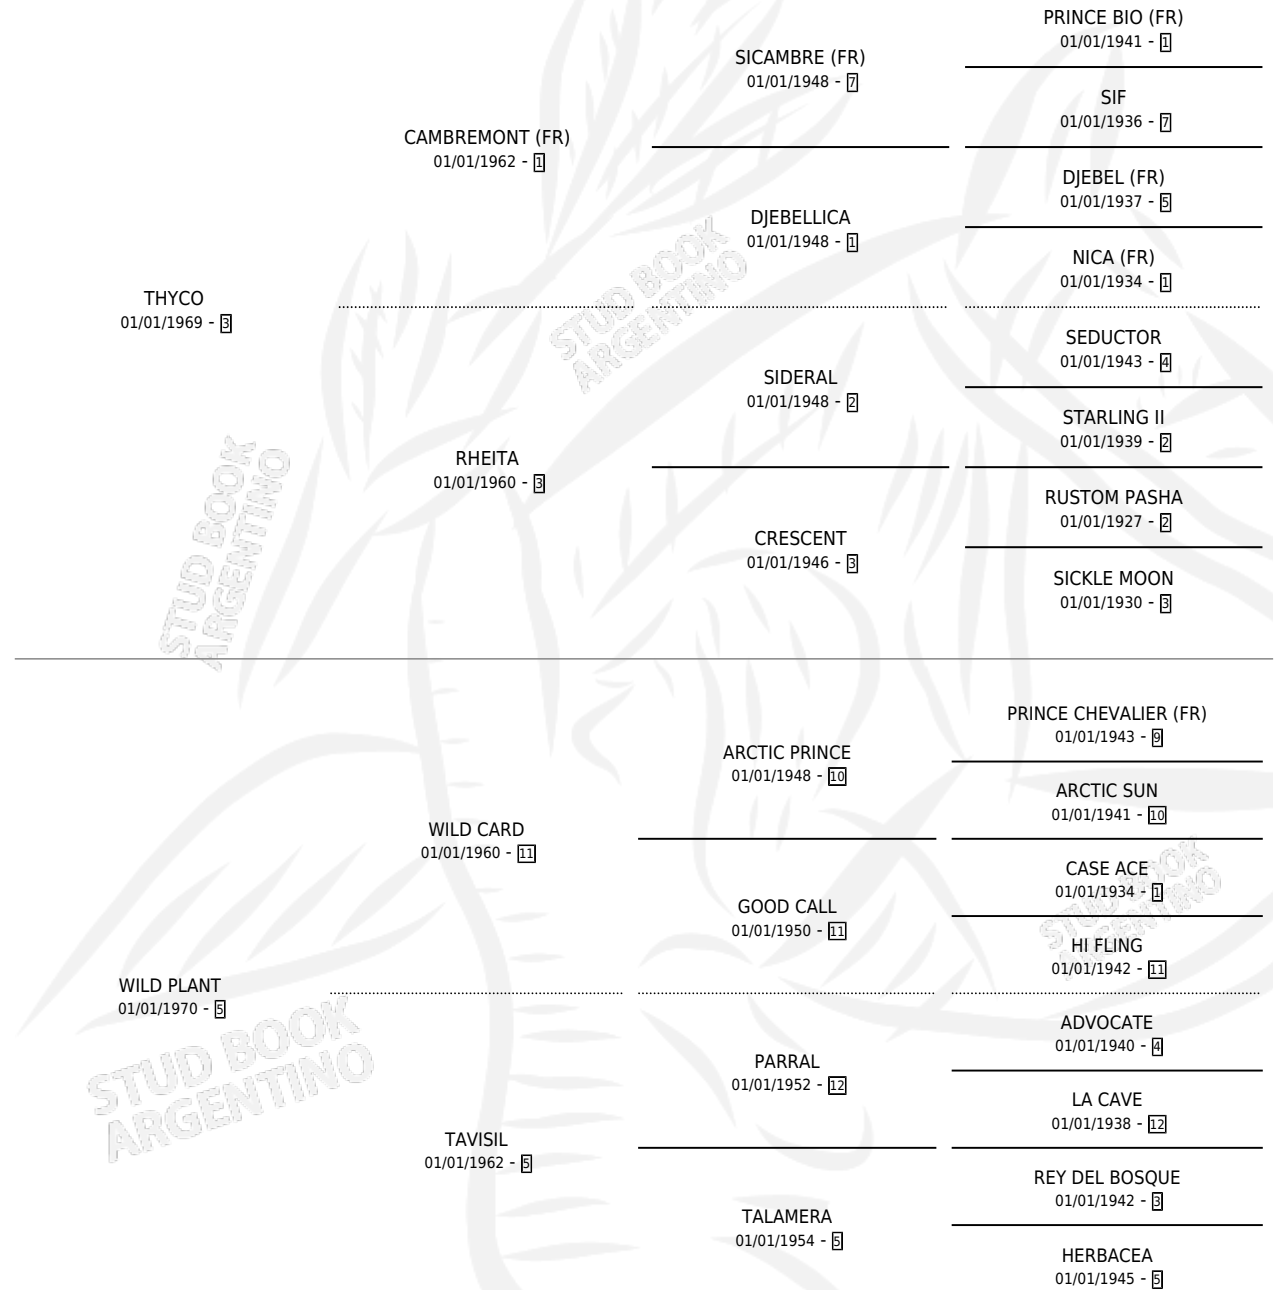 PRINCE BIO (FR)
01/01/1941 - 1
SICAMBRE (FR)
01/01/1948 - 7
SIF
01/01/1936 - 7
CAMBREMONT (FR)
01/01/1962 - 1
DJEBEL (FR)
01/01/1937 - 5
DJEBELLICA
01/01/1948 - 1
NICA (FR)
01/01/1934 - 1
THYCO
01/01/1969 - 3
SEDUCTOR
01/01/1943 - 4
SIDERAL
01/01/1948 - 2
STARLING II
01/01/1939 - 2
RHEITA
01/01/1960 - 3
RUSTOM PASHA
01/01/1927 - 2
CRESCENT
01/01/1946 - 3
SICKLE MOON
01/01/1930 - 3
PRINCE CHEVALIER (FR)
01/01/1943 - 9
ARCTIC PRINCE
01/01/1948 - 10
ARCTIC SUN
01/01/1941 - 10
WILD CARD
01/01/1960 - 11
CASE ACE
01/01/1934 - 1
GOOD CALL
01/01/1950 - 11
HI FLING
01/01/1942 - 11
WILD PLANT
01/01/1970 - 5
ADVOCATE
01/01/1940 - 4
PARRAL
01/01/1952 - 12
LA CAVE
01/01/1938 - 12
TAVISIL
01/01/1962 - 5
REY DEL BOSQUE
01/01/1942 - 3
TALAMERA
01/01/1954 - 5
HERBACEA
01/01/1945 - 5
STUD BOOK
ARGENTINO
STUD BOOK
ARGENTINO
STUD BOOK
ARGENTINO
STUD BOOK
ARGENTINO